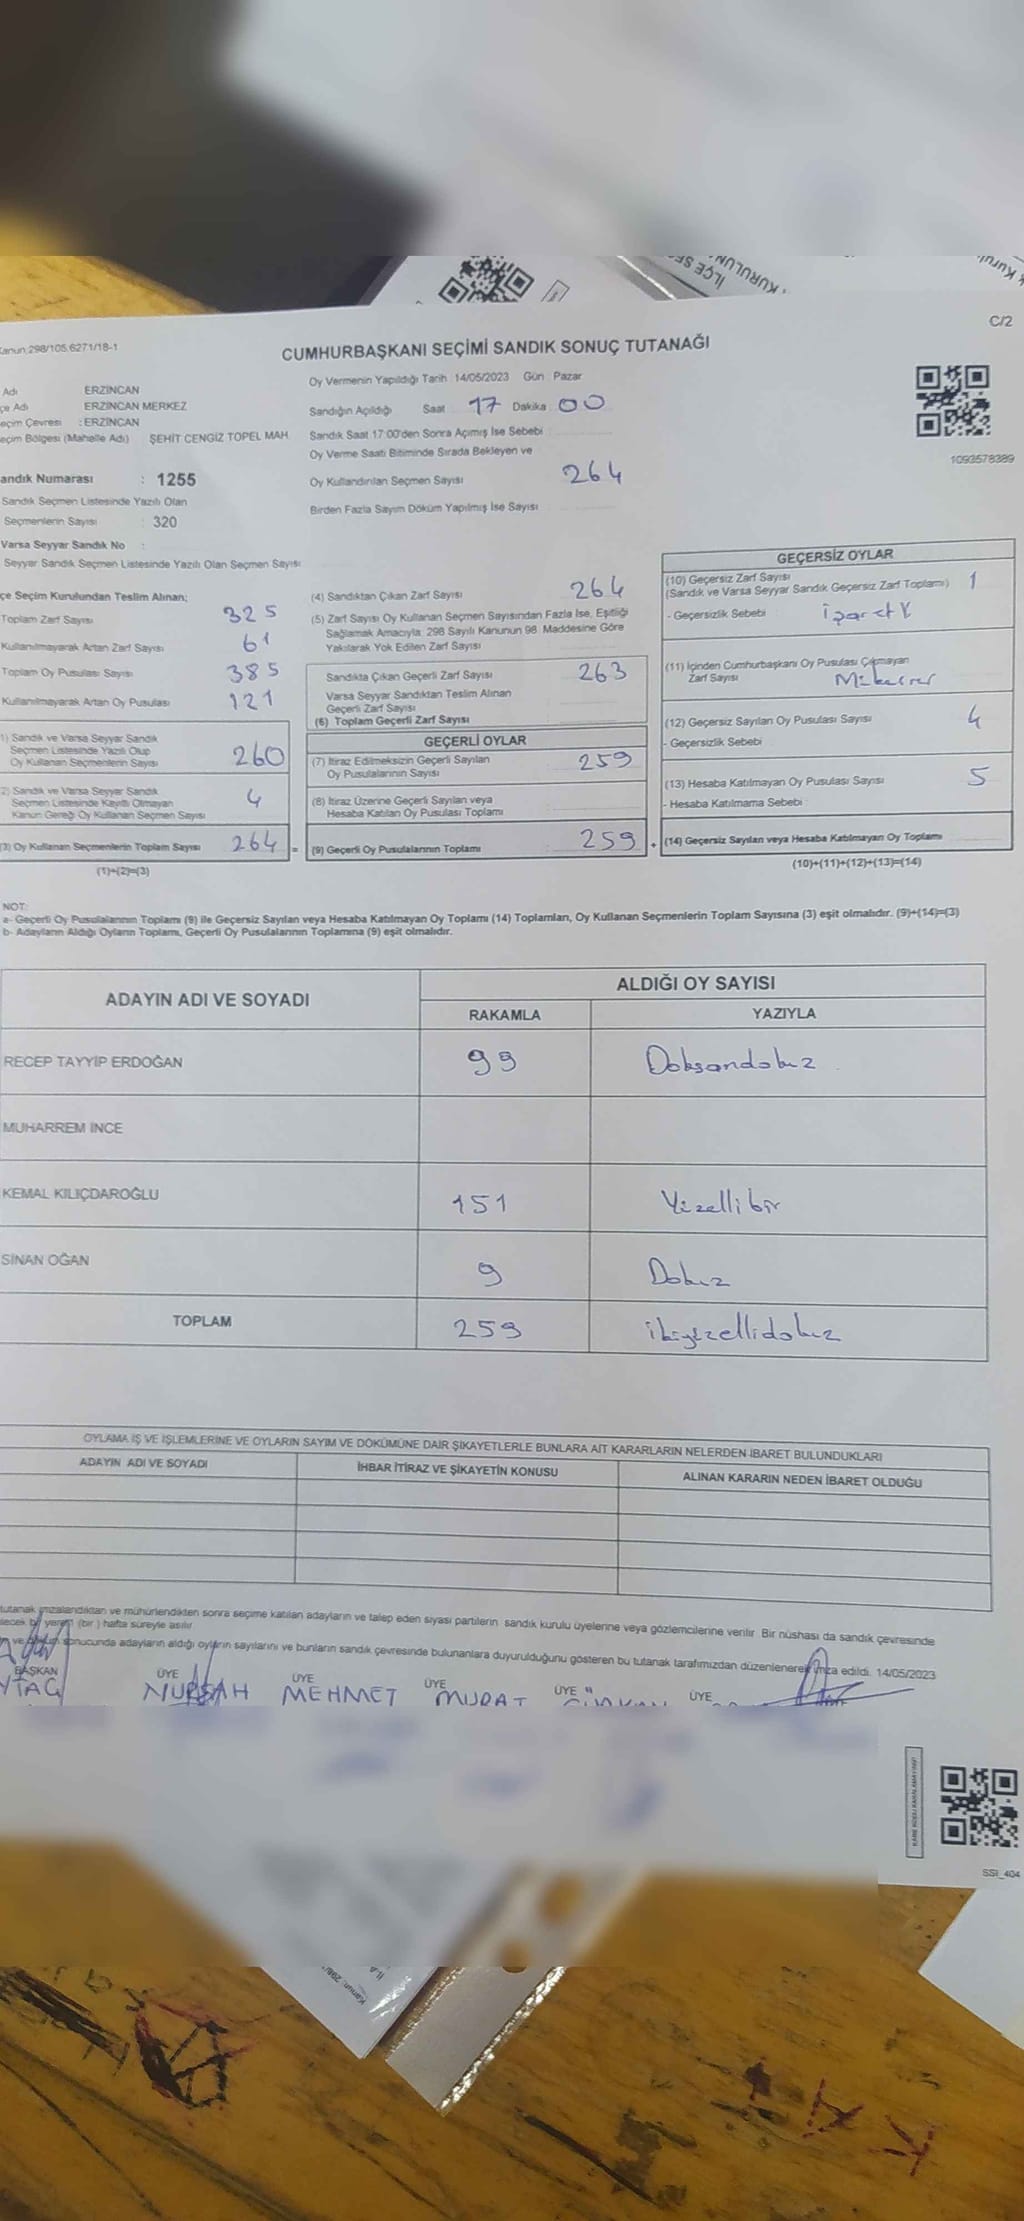 İLÇE SE
KURULUN
k Kurulu
C/2
Kanun:298/105,6271/18-1
CUMHURBAŞKANI SEÇİMİ SANDIK SONUÇ TUTANAĞI
Adı ERZİNCAN
çe Adı ERZİNCAN MERKEZ
eçim Çevresi : ERZİNCAN
eçim Bölgesi (Mahalle Adı) ŞEHİT CENGİZ TOPEL MAH.
Oy Vermenin Yapıldığı Tarih :14/05/2023 Gün : Pazar
Sandığın Açıldığı Saat : 17 Dakika : 00
Sandık Saat 17:00'den Sonra Açımış İse Sebebi :
Oy Verme Saati Bitiminde Sırada Bekleyen ve
Oy Kullandırılan Seçmen Sayısı : 264
Birden Fazla Sayım Döküm Yapılmış İse Sayısı :
1093578389
andık Numarası : 1255
Sandık Seçmen Listesinde Yazılı Olan
Seçmenlerin Sayısı : 320
Varsa Seyyar Sandık No :
Seyyar Sandık Seçmen Listesinde Yazılı Olan Seçmen Sayısı:
çe Seçim Kurulundan Teslim Alınan;
Toplam Zarf Sayısı 325
Kullanılmayarak Artan Zarf Sayısı 61
Toplam Oy Pusulası Sayısı 385
Kullanılmayarak Artan Oy Pusulası 121
1) Sandık ve Varsa Seyyar Sandık
Seçmen Listesinde Yazılı Olup
Oy Kullanan Seçmenlerin Sayısı 260
2) Sandık ve Varsa Seyyar Sandık
Seçmen Listesinde Kayıtlı Olmayan
Kanun Gereği Oy Kullanan Seçmen Sayısı 4
(3) Oy Kullanan Seçmenlerin Toplam Sayısı 264 =
(1)+(2)=(3)
(4) Sandıktan Çıkan Zarf Sayısı 264
(5) Zarf Sayısı Oy Kullanan Seçmen Sayısından Fazla İse, Eşitliği
Sağlamak Amacıyla; 298 Sayılı Kanunun 98. Maddesine Göre
Yakılarak Yok Edilen Zarf Sayısı
Sandıkta Çıkan Geçerli Zarf Sayısı 263
Varsa Seyyar Sandıktan Teslim Alınan
Geçerli Zarf Sayısı
(6) Toplam Geçerli Zarf Sayısı
GEÇERLİ OYLAR
(7) İtiraz Edilmeksizin Geçerli Sayılan
Oy Pusulalarının Sayısı 259
(8) İtiraz Üzerine Geçerli Sayılan veya
Hesaba Katılan Oy Pusulası Toplamı
(9) Geçerli Oy Pusulalarının Toplamı 259 +
GEÇERSİZ OYLAR
(10) Geçersiz Zarf Sayısı
(Sandık ve Varsa Seyyar Sandık Geçersiz Zarf Toplamı) 1
- Geçersizlik Sebebi :
(11) İçinden Cumhurbaşkanı Oy Pusulası Çıkmayan
Zarf Sayısı
(12) Geçersiz Sayılan Oy Pusulası Sayısı 4
- Geçersizlik Sebebi
(13) Hesaba Katılmayan Oy Pusulası Sayısı 5
- Hesaba Katılmama Sebebi :
(14) Geçersiz Sayılan veya Hesaba Katılmayan Oy Toplamı
(10)+(11)+(12)+(13)=(14)
NOT:
a- Geçerli Oy Pusulalarının Toplamı (9) ile Geçersiz Sayılan veya Hesaba Katılmayan Oy Toplamı (14) Toplamları, Oy Kullanan Seçmenlerin Toplam Sayısına (3) eşit olmalıdır. (9)+(14)=(3)
b- Adayların Aldığı Oyların Toplamı, Geçerli Oy Pusulalarının Toplamına (9) eşit olmalıdır.
ADAYIN ADI VE SOYADI ALDIĞI OY SAYISI
RAKAMLA YAZIYLA
RECEP TAYYİP ERDOĞAN 99 Doksandokuz
MUHARREM İNCE
KEMAL KILIÇDAROĞLU 151 Yüzellibir
SİNAN OĞAN 9 Dokuz
TOPLAM 259 ikiyüzellidokuz
OYLAMA İŞ VE İŞLEMLERİNE VE OYLARIN SAYIM VE DÖKÜMÜNE DAİR ŞİKAYETLERLE BUNLARA AİT KARARLARIN NELERDEN İBARET BULUNDUKLARI
ADAYIN ADI VE SOYADI İHBAR İTİRAZ VE ŞİKAYETİN KONUSU ALINAN KARARIN NEDEN İBARET OLDUĞU
tutanak imzalandıktan ve mühürlendikten sonra seçime katılan adayların ve talep eden siyasi partilerin sandık kurulu üyelerine veya gözlemcilerine verilir. Bir nüshası da sandık çevresinde
lecek bir yerern (bir ) hafta süreyle asılır.
ve döküm sonucunda adayların aldığı oyların sayılarını ve bunların sandık çevresinde bulunanlara duyurulduğunu gösteren bu tutanak tarafımızdan düzenlenerek imza edildi. 14/05/2023
BAŞKAN ÜYE ÜYE ÜYE ÜYE ÜYE
YTAÇ NURŞAH MEHMET MURAT
KARE KODU KARALAMAYINIZ!
SSI_404
Kanun: 298/